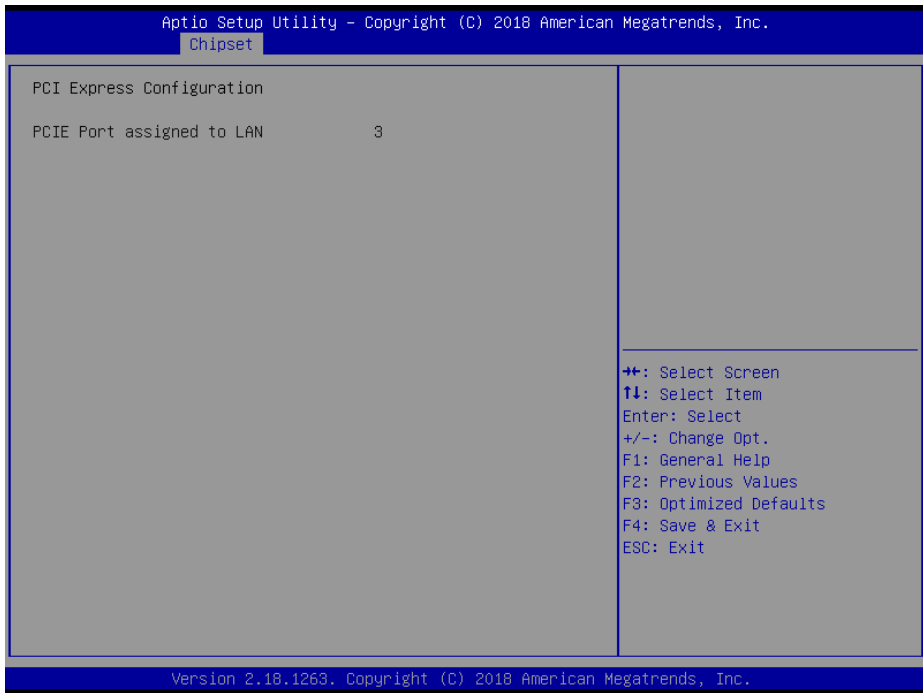 Aptio Setup Utility – Copyright (C) 2018 American Megatrends, Inc.
Chipset
PCI Express Configuration
PCIE Port assigned to LAN 3
→←: Select Screen
↑↓: Select Item
Enter: Select
+/-: Change Opt.
F1: General Help
F2: Previous Values
F3: Optimized Defaults
F4: Save & Exit
ESC: Exit
Version 2.18.1263. Copyright (C) 2018 American Megatrends, Inc.